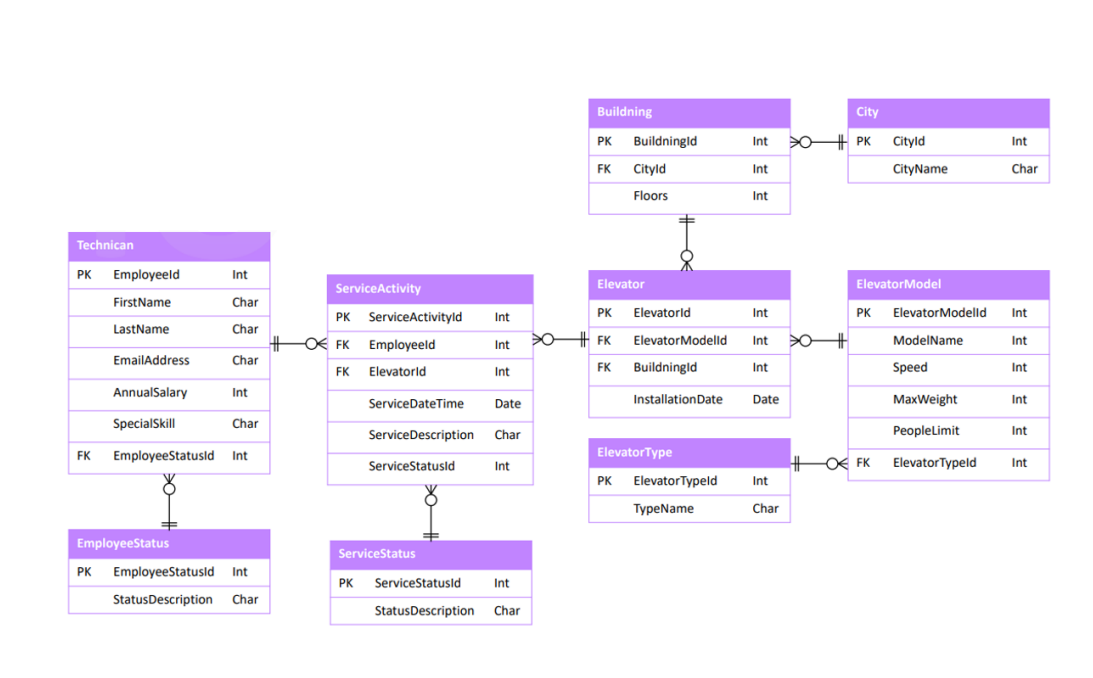 Buildning
PK BuildningId Int
FK CityId Int
Floors Int
City
PK CityId Int
CityName Char
Technican
PK EmployeeId Int
FirstName Char
LastName Char
EmailAddress Char
AnnualSalary Int
SpecialSkill Char
FK EmployeeStatusId Int
ServiceActivity
PK ServiceActivityId Int
FK EmployeeId Int
FK ElevatorId Int
ServiceDateTime Date
ServiceDescription Char
ServiceStatusId Int
Elevator
PK ElevatorId Int
FK ElevatorModelId Int
FK BuildningId Int
InstallationDate Date
ElevatorModel
PK ElevatorModelId Int
ModelName Int
Speed Int
MaxWeight Int
PeopleLimit Int
FK ElevatorTypeId Int
ElevatorType
PK ElevatorTypeId Int
TypeName Char
EmployeeStatus
PK EmployeeStatusId Int
StatusDescription Char
ServiceStatus
PK ServiceStatusId Int
StatusDescription Char